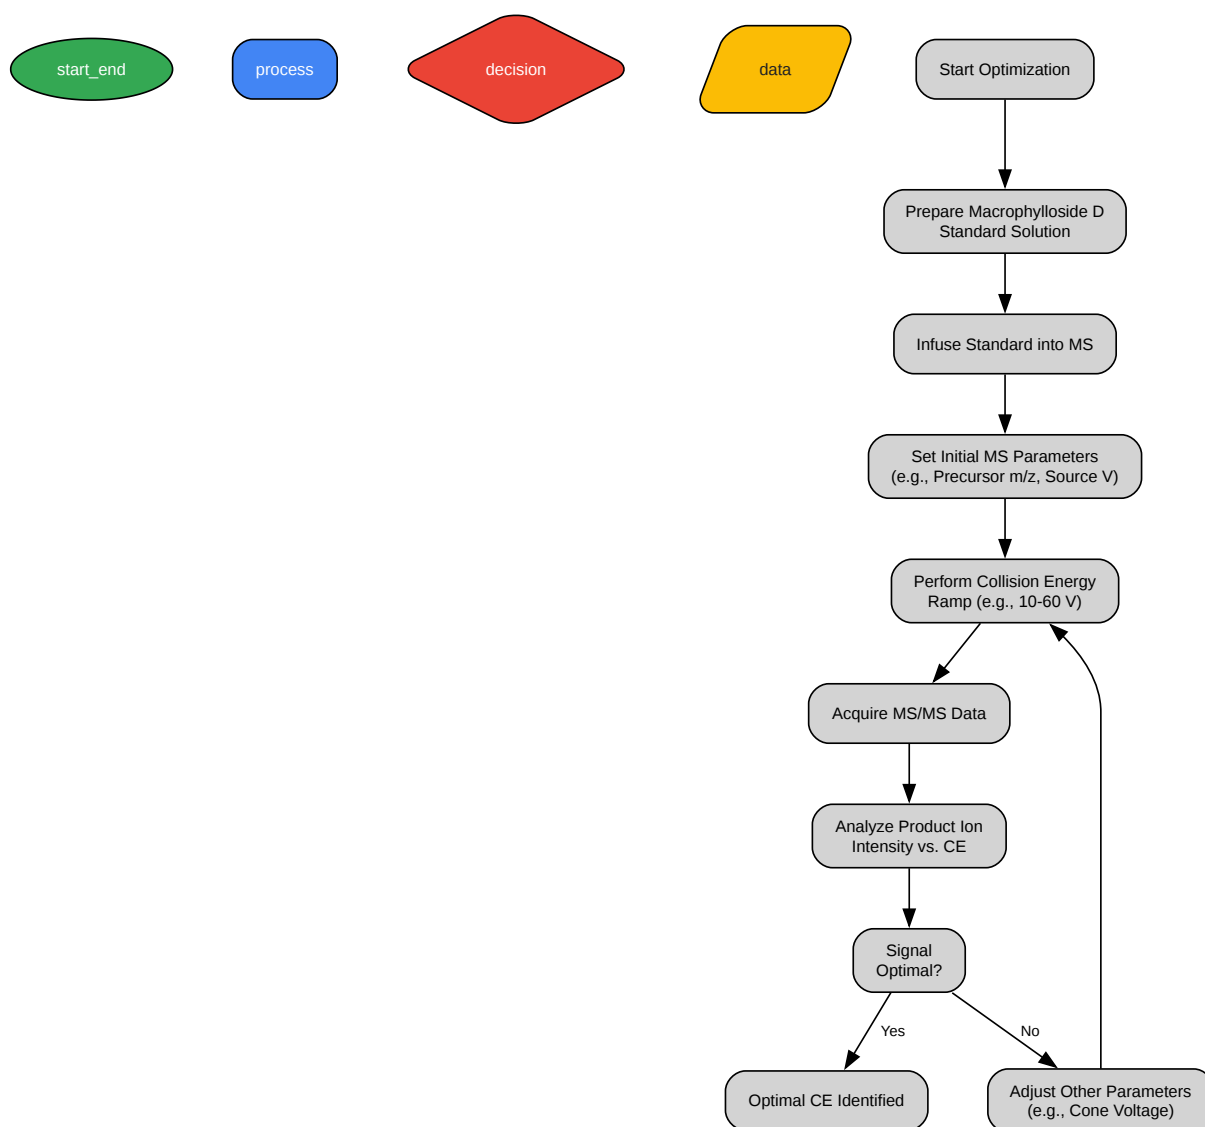 start_end
process
decision
data
Start Optimization
Prepare Macrophylloside D
Standard Solution
Infuse Standard into MS
Set Initial MS Parameters
(e.g., Precursor m/z, Source V)
Perform Collision Energy
Ramp (e.g., 10-60 V)
Acquire MS/MS Data
Analyze Product Ion
Intensity vs. CE
Signal
Optimal?
Yes
No
Optimal CE Identified
Adjust Other Parameters
(e.g., Cone Voltage)